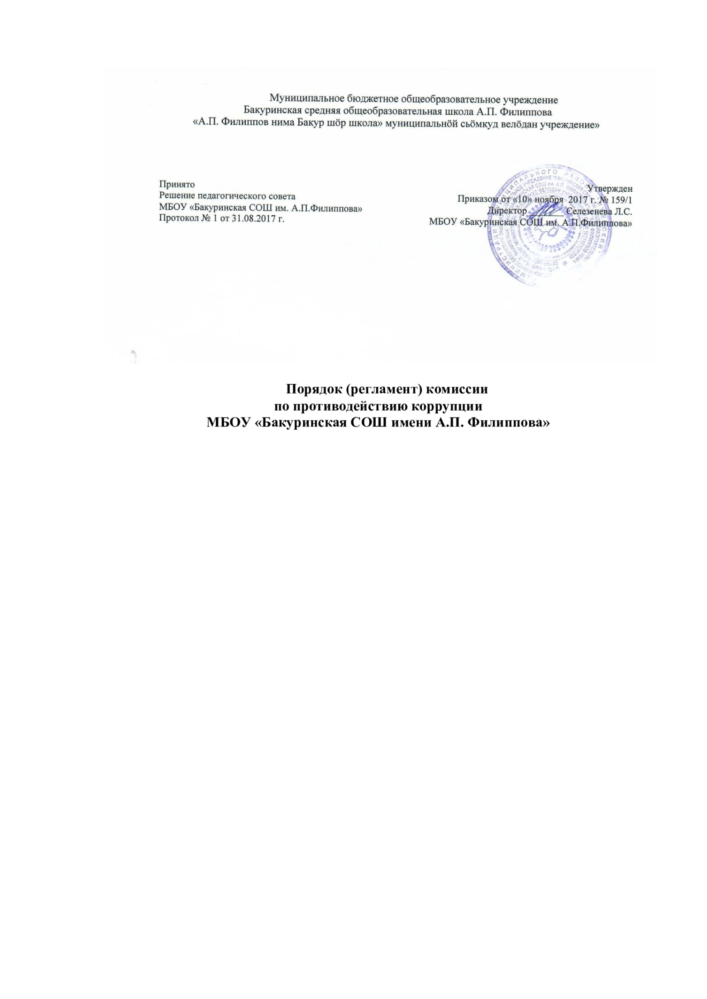 Муниципальное бюджетное общеобразовательное учреждение
Бакуринская средняя общеобразовательная школа А.П. Филиппова
«А.П. Филиппов нима Бакур шӧр школа» муниципальнӧй сьӧмкуд велӧдан учреждение»
Принято
Решение педагогического совета
МБОУ «Бакуринская СОШ им. А.П.Филиппова»
Протокол № 1 от 31.08.2017 г.
Утвержден
Приказом от «10» ноября 2017 г. № 159/1
Директор Селезенева Л.С.
МБОУ «Бакуринская СОШ им. А.П.Филиппова»
Порядок (регламент) комиссии
по противодействию коррупции
МБОУ «Бакуринская СОШ имени А.П. Филиппова»